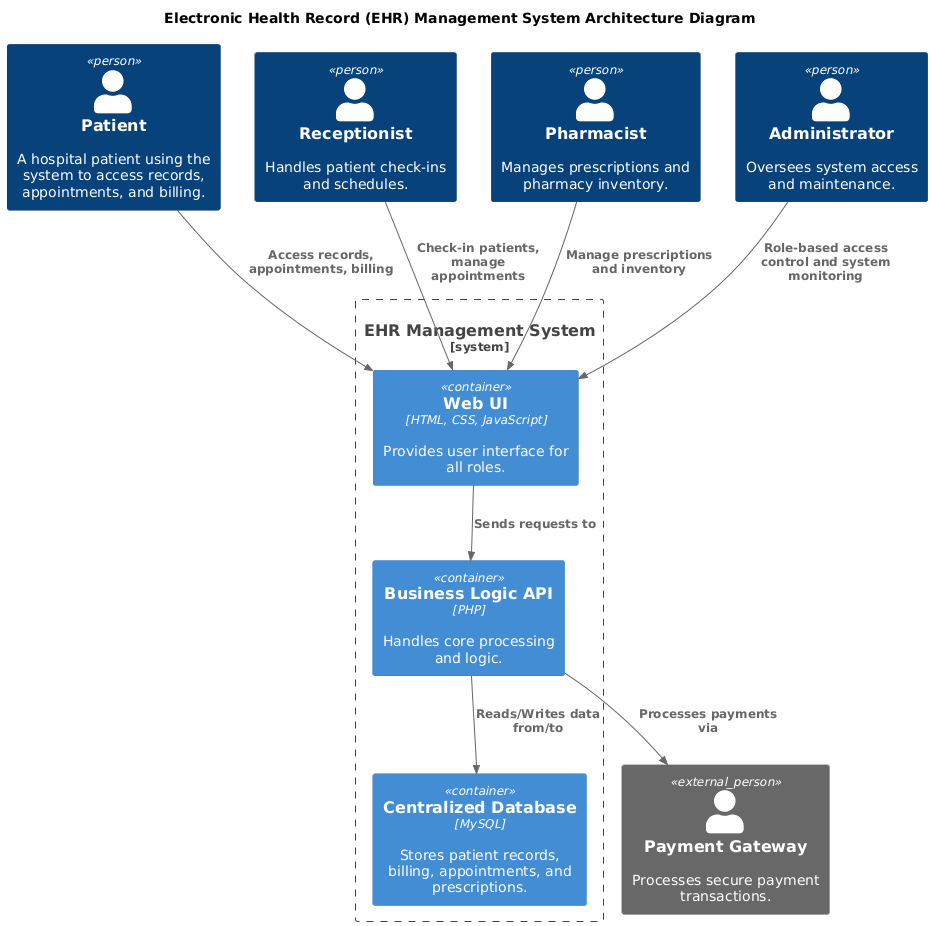 Electronic Health Record (EHR) Management System Architecture Diagram
«person»
Patient
A hospital patient using the
system to access records,
appointments, and billing.
«person»
Receptionist
Handles patient check-ins
and schedules.
«person»
Pharmacist
Manages prescriptions and
pharmacy inventory.
«person»
Administrator
Oversees system access
and maintenance.
Access records,
appointments, billing
Check-in patients,
manage
appointments
Manage prescriptions
and inventory
Role-based access
control and system
monitoring
EHR Management System
[system]
«container»
Web UI
[HTML, CSS, JavaScript]
Provides user interface for
all roles.
Sends requests to
«container»
Business Logic API
[PHP]
Handles core processing
and logic.
Reads/Writes data
from/to
Processes payments
via
«container»
Centralized Database
[MySQL]
Stores patient records,
billing, appointments, and
prescriptions.
«external_person»
Payment Gateway
Processes secure payment
transactions.